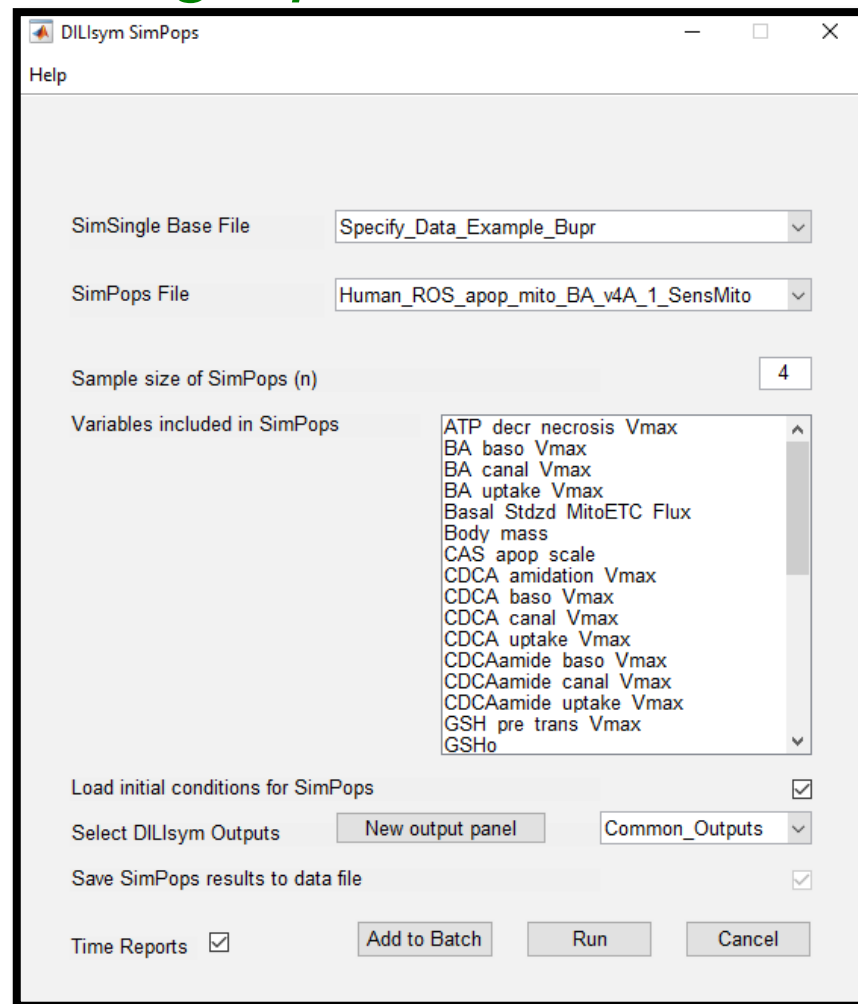 DILIsym SimPops
Help
SimSingle Base File
Specify_Data_Example_Bupr
SimPops File
Human_ROS_apop_mito_BA_v4A_1_SensMito
Sample size of SimPops (n)
4
Variables included in SimPops
ATP decr necrosis Vmax
BA baso Vmax
BA canal Vmax
BA uptake Vmax
Basal Stdzd MitoETC Flux
Body mass
CAS apop scale
CDCA amidation Vmax
CDCA baso Vmax
CDCA canal Vmax
CDCA uptake Vmax
CDCAamide baso Vmax
CDCAamide canal Vmax
CDCAamide uptake Vmax
GSH pre trans Vmax
GSHo
Load initial conditions for SimPops
Select DILIsym Outputs
New output panel
Common_Outputs
Save SimPops results to data file
Time Reports
Add to Batch
Run
Cancel